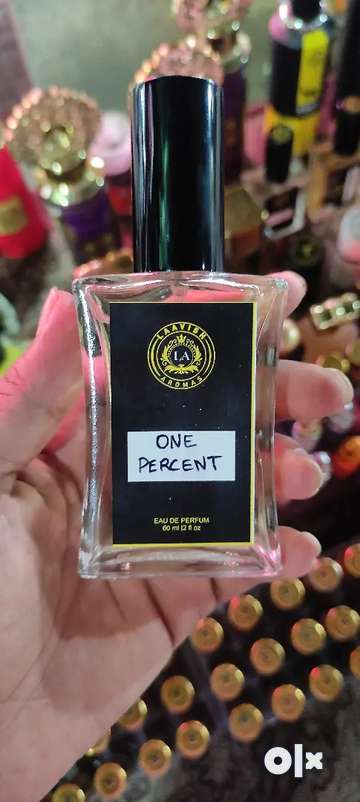 LAAVISH
LA
AROMAS
ONE
PERCENT
EAU DE PERFUM
60 ml |2 fl oz
olx